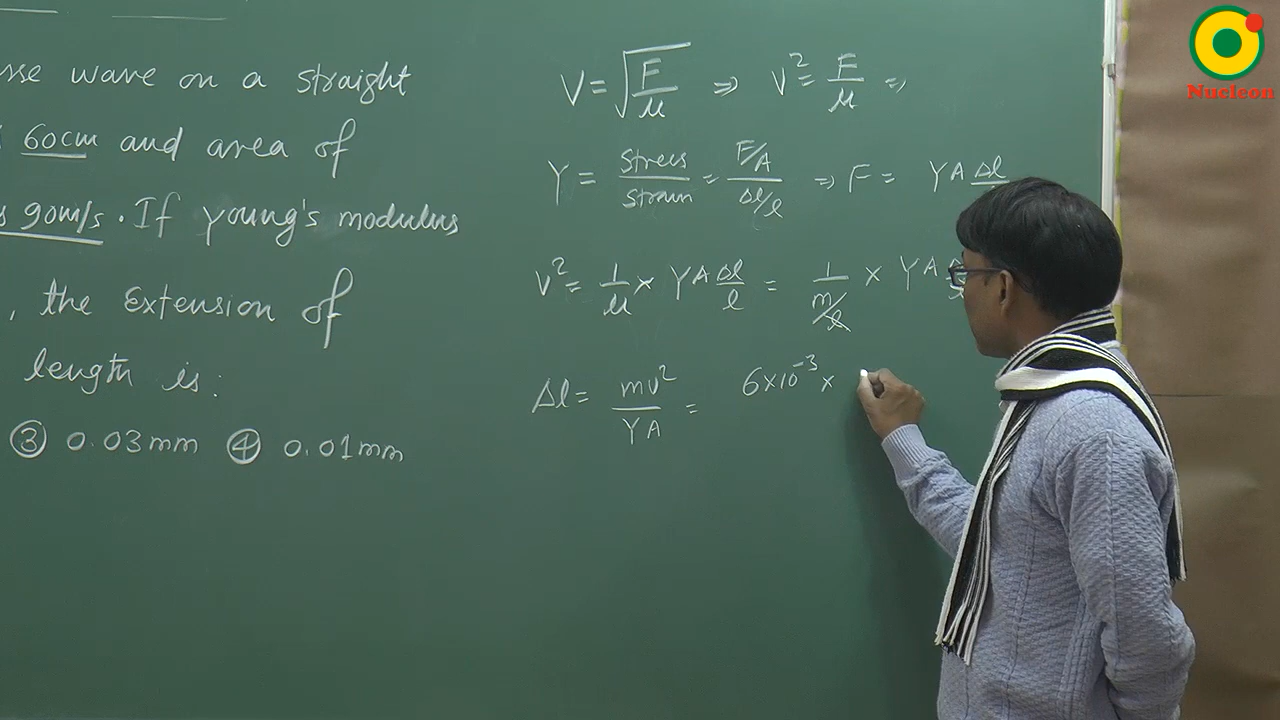 wave on a straight
60cm and area of
90m/s. If young's modulus
, the Extension of
length is:
③ 0.03mm ④ 0.01mm
V = √(F/μ) ⇒ V² = F/μ ⇒
Y = Stress/Strain = (F/A)/(Δl/l) ⇒ F = YA Δl
V² = 1/μ × YA Δl/l = 1/(m/l) × YA
Δl = mv²/YA = 6×10⁻³×
Nucleon